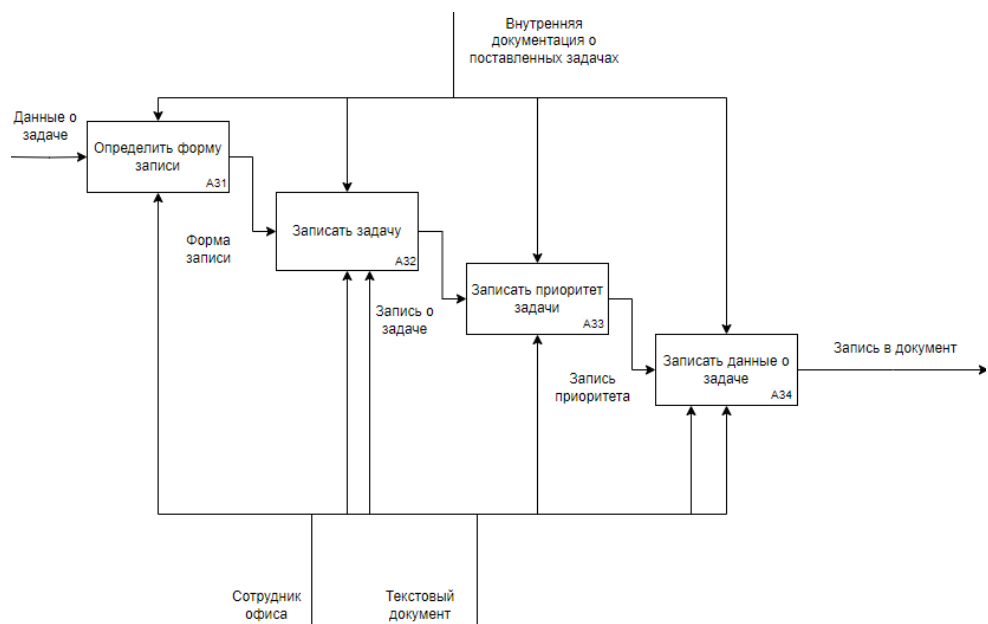 Внутренняя
документация о
поставленных задачах
Данные о
задаче
Определить форму
записи
A31
Форма
записи
Записать задачу
A32
Запись о
задаче
Записать приоритет
задачи
A33
Запись
приоритета
Записать данные о
задаче
A34
Запись в документ
Сотрудник
офиса
Текстовый
документ